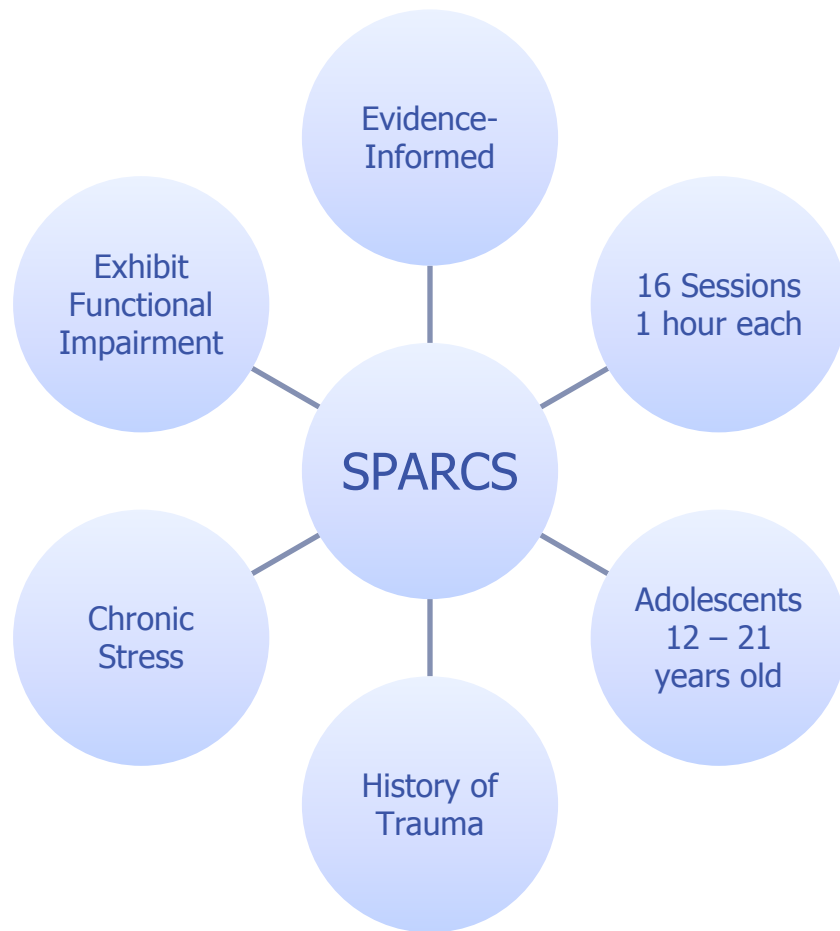 Evidence-
Informed
16 Sessions
1 hour each
Adolescents
12 – 21
years old
History of
Trauma
Chronic
Stress
Exhibit
Functional
Impairment
SPARCS